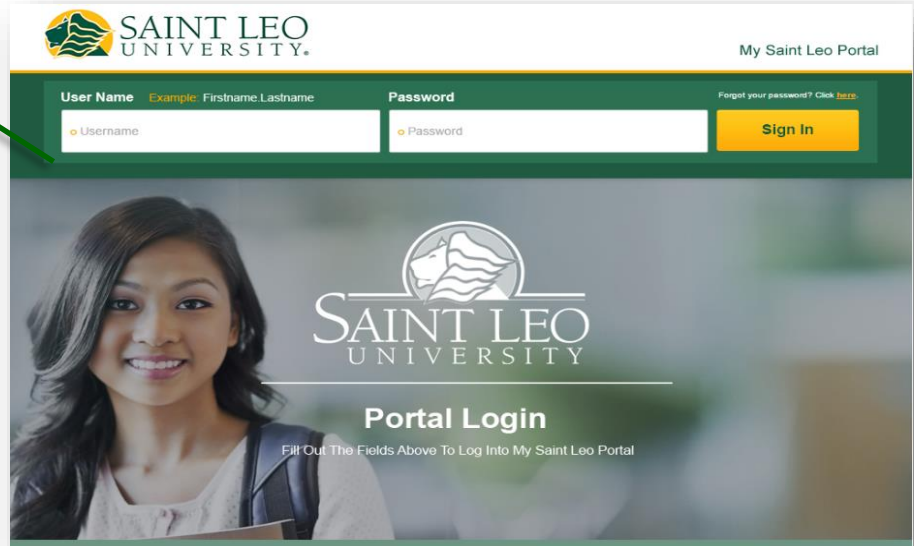 SAINT LEO
UNIVERSITY.
My Saint Leo Portal
User Name Example: Firstname.Lastname Password Forgot your password? Click here.
Username Password Sign In
SAINT LEO
UNIVERSITY
Portal Login
Fill Out The Fields Above To Log Into My Saint Leo Portal